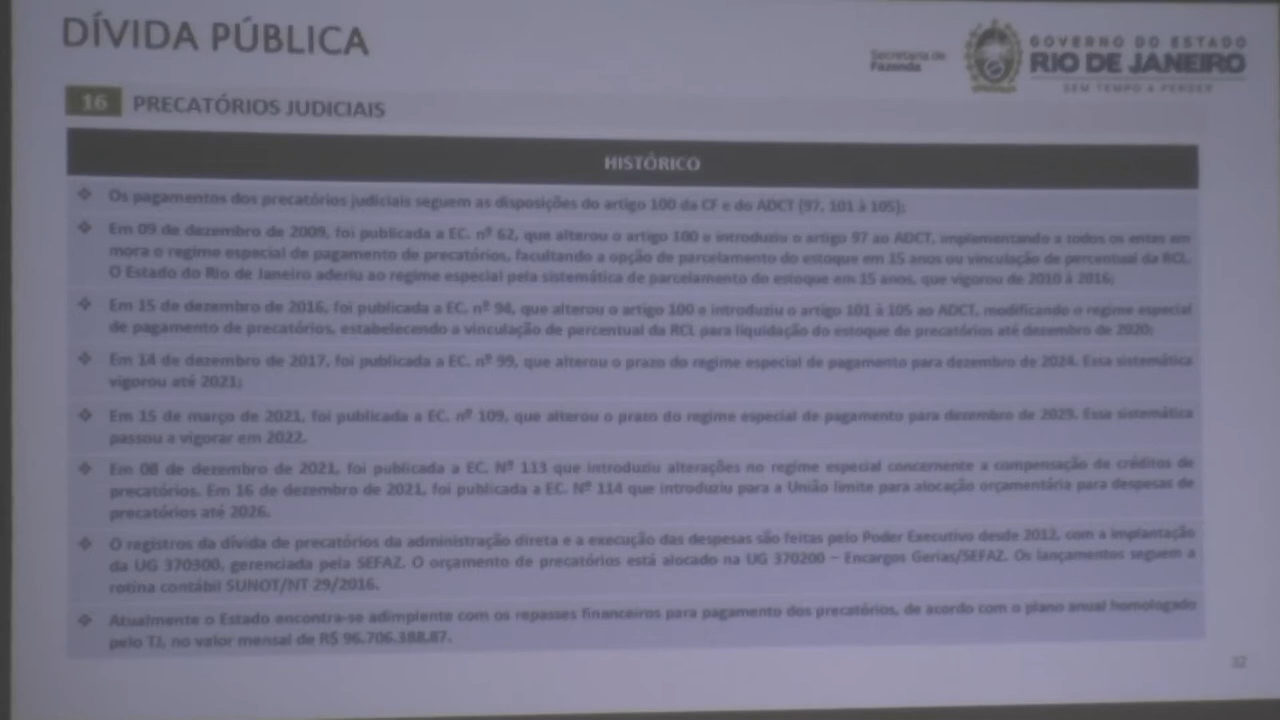 DÍVIDA PÚBLICA
Secretaria de
Fazenda
GOVERNO DO ESTADO
RIO DE JANEIRO
SEM TEMPO A PERDER
16 PRECATÓRIOS JUDICIAIS
HISTÓRICO
❖ Os pagamentos dos precatórios judiciais seguem as disposições do artigo 100 da CF e do ADCT (97, 101 à 105);
❖ Em 09 de dezembro de 2009, foi publicada a EC. nº 62, que alterou o artigo 100 e introduziu o artigo 97 ao ADCT, implementando a todos os entes em
mora o regime especial de pagamento de precatórios, facultando a opção de parcelamento do estoque em 15 anos ou vinculação de percentual da RCL.
O Estado do Rio de Janeiro aderiu ao regime especial pela sistemática de parcelamento do estoque em 15 anos, que vigorou de 2010 à 2016;
❖ Em 15 de dezembro de 2016, foi publicada a EC. nº 94, que alterou o artigo 100 e introduziu o artigo 101 à 105 ao ADCT, modificando o regime especial
de pagamento de precatórios, estabelecendo a vinculação de percentual da RCL para liquidação do estoque de precatórios até dezembro de 2020;
❖ Em 14 de dezembro de 2017, foi publicada a EC. nº 99, que alterou o prazo do regime especial de pagamento para dezembro de 2024. Essa sistemática
vigorou até 2021;
❖ Em 15 de março de 2021, foi publicada a EC. nº 109, que alterou o prazo do regime especial de pagamento para dezembro de 2029. Esse sistemática
passou a vigorar em 2022.
❖ Em 08 de dezembro de 2021, foi publicada a EC. Nº 113 que introduziu alterações no regime especial concernente a compensação de créditos de
precatórios. Em 16 de dezembro de 2021, foi publicada a EC. Nº 114 que introduziu para a União limite para alocação orçamentária para despesas de
precatórios até 2026.
❖ O registros da dívida de precatórios da administração direta e a execução das despesas são feitas pelo Poder Executivo desde 2012, com a implantação
da UG 370300, gerenciada pela SEFAZ. O orçamento de precatórios está alocado na UG 370200 – Encargos Gerias/SEFAZ. Os lançamentos seguem a
rotina contábil SUNOT/NT 29/2016.
❖ Atualmente o Estado encontra-se adimplente com os repasses financeiros para pagamento dos precatórios, de acordo com o plano anual homologado
pelo TJ, no valor mensal de R$ 96.706.388,87.
32